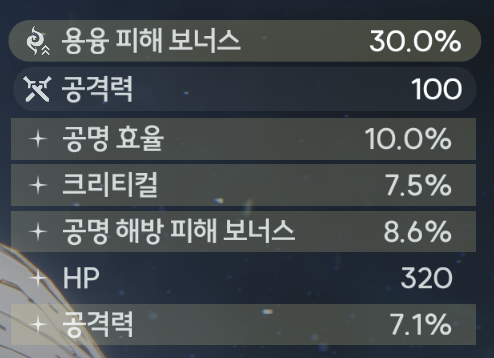 용융 피해 보너스 30.0%
공격력 100
공명 효율 10.0%
크리티컬 7.5%
공명 해방 피해 보너스 8.6%
HP 320
공격력 7.1%